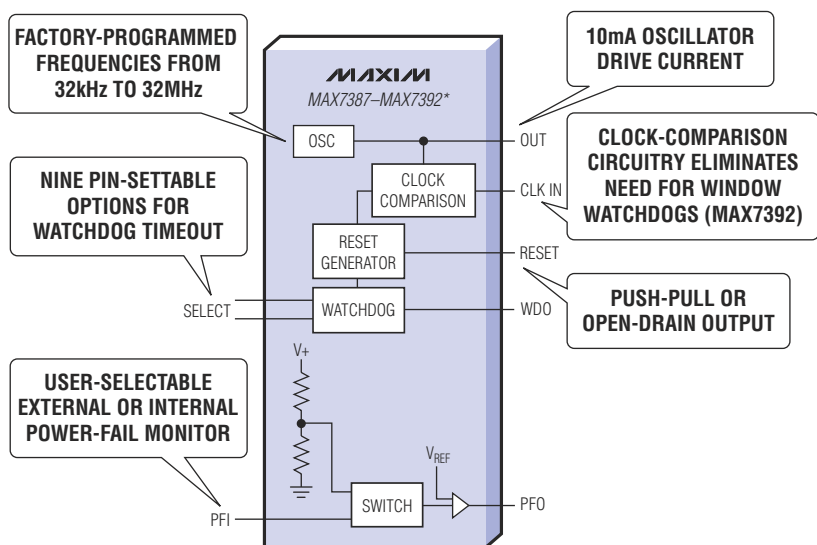 FACTORY-PROGRAMMED
FREQUENCIES FROM
32kHz TO 32MHz
10mA OSCILLATOR
DRIVE CURRENT
MAXIM
MAX7387–MAX7392*
OSC
OUT
CLOCK
COMPARISON
CLK IN
CLOCK-COMPARISON
CIRCUITRY ELIMINATES
NEED FOR WINDOW
WATCHDOGS (MAX7392)
NINE PIN-SETTABLE
OPTIONS FOR
WATCHDOG TIMEOUT
RESET
GENERATOR
RESET
SELECT
WATCHDOG
WDO
PUSH-PULL OR
OPEN-DRAIN OUTPUT
V+
USER-SELECTABLE
EXTERNAL OR INTERNAL
POWER-FAIL MONITOR
VREF
SWITCH
PFI
PFO